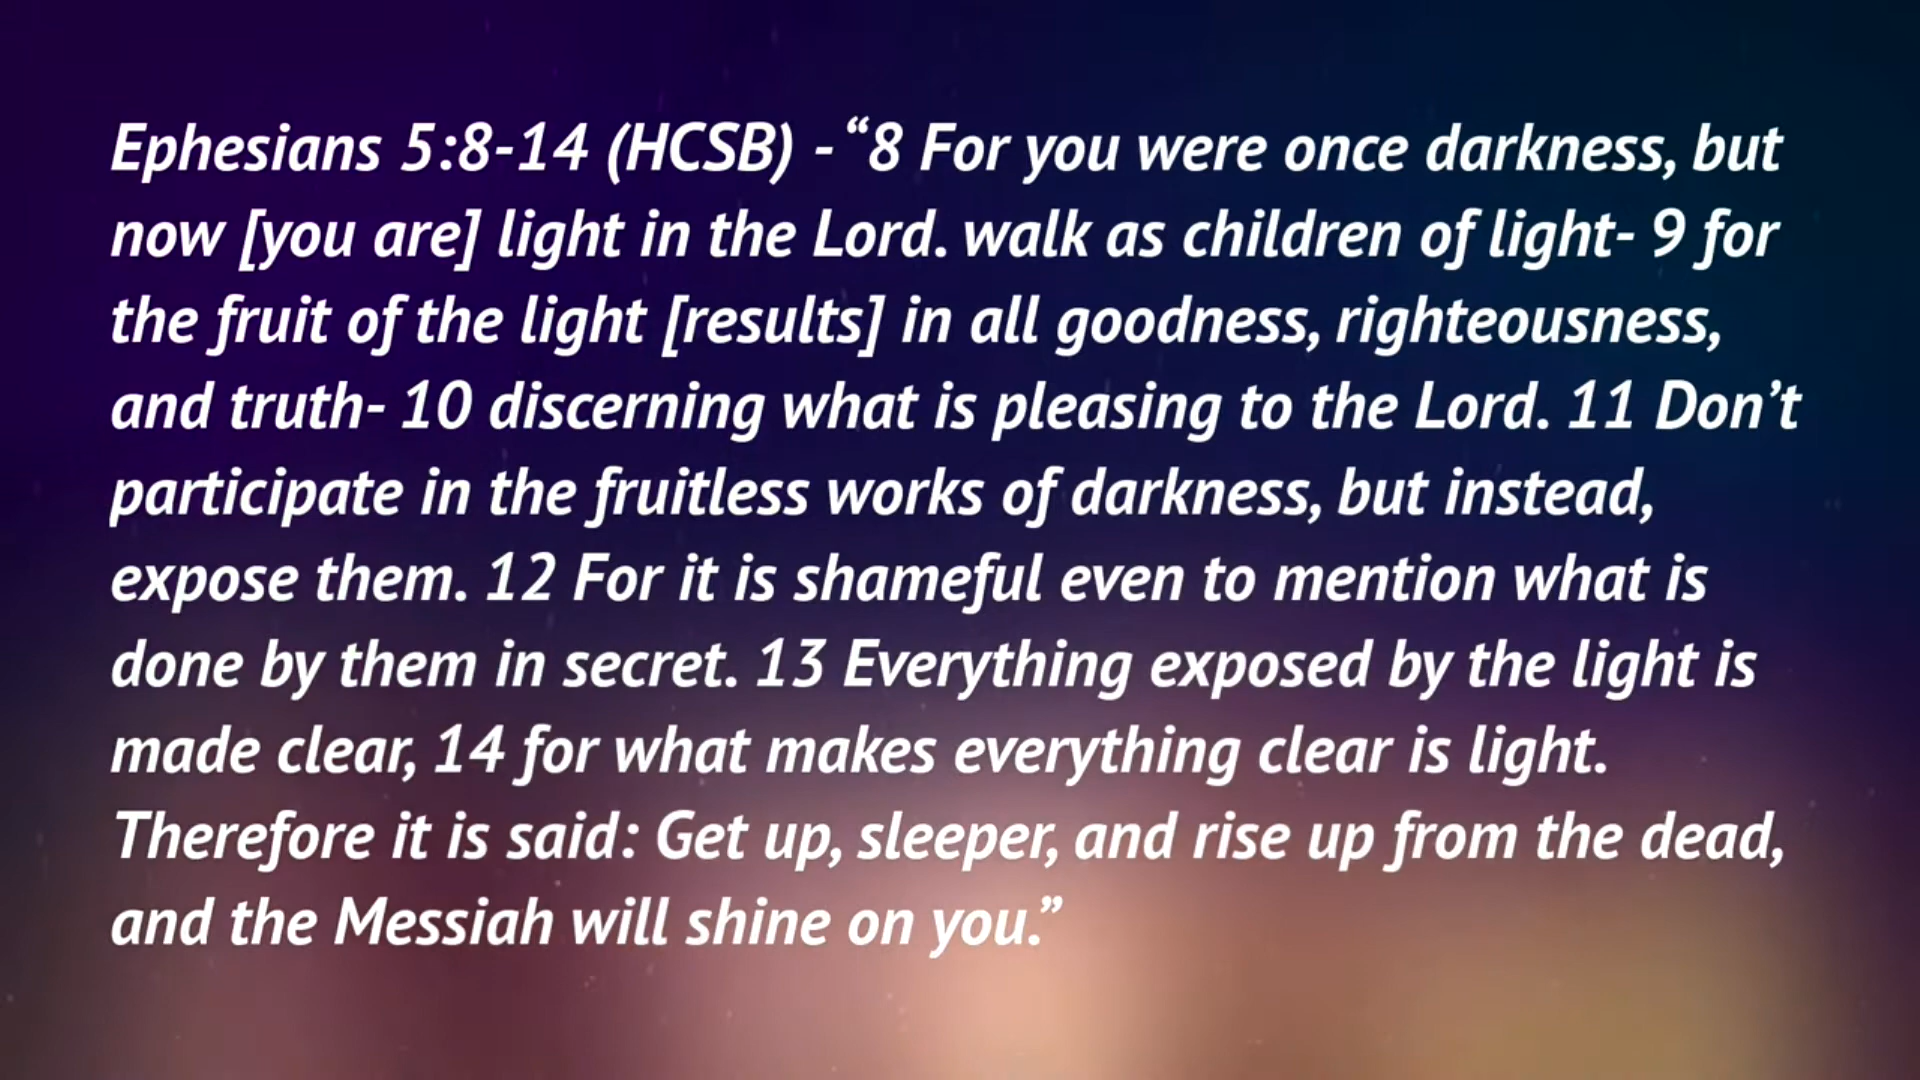 Ephesians 5:8-14 (HCSB) - “8 For you were once darkness, but
now [you are] light in the Lord. walk as children of light- 9 for
the fruit of the light [results] in all goodness, righteousness,
and truth- 10 discerning what is pleasing to the Lord. 11 Don’t
participate in the fruitless works of darkness, but instead,
expose them. 12 For it is shameful even to mention what is
done by them in secret. 13 Everything exposed by the light is
made clear, 14 for what makes everything clear is light.
Therefore it is said: Get up, sleeper, and rise up from the dead,
and the Messiah will shine on you.”